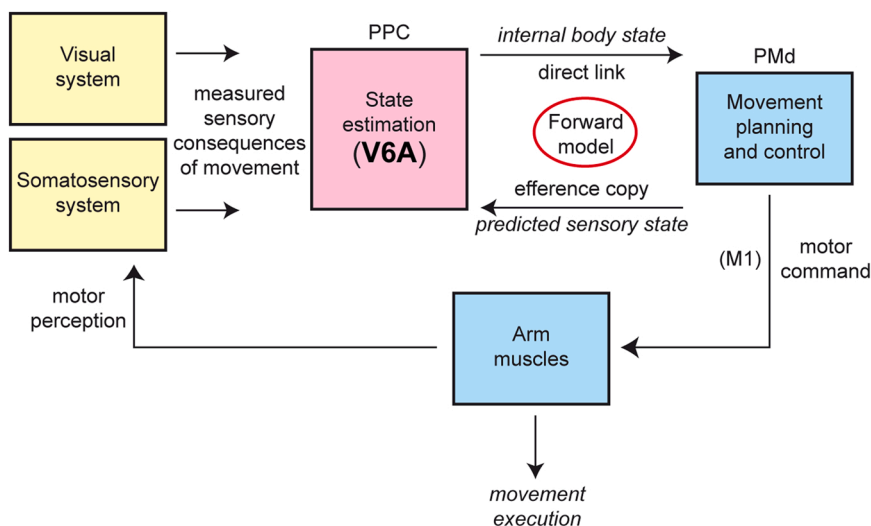 Visual
system
Somatosensory
system
measured
sensory
consequences
of movement
PPC
State
estimation
(V6A)
internal body state
direct link
Forward
model
efference copy
predicted sensory state
PMd
Movement
planning
and control
(M1)
motor
command
Arm
muscles
motor
perception
movement
execution